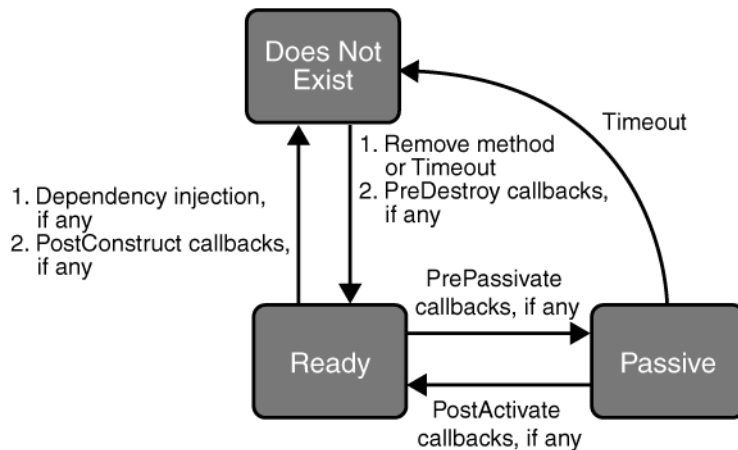 Does Not
Exist
Timeout
1. Remove method
or Timeout
2. PreDestroy callbacks,
if any
1. Dependency injection,
if any
2. PostConstruct callbacks,
if any
PrePassivate
callbacks, if any
Ready
Passive
PostActivate
callbacks, if any